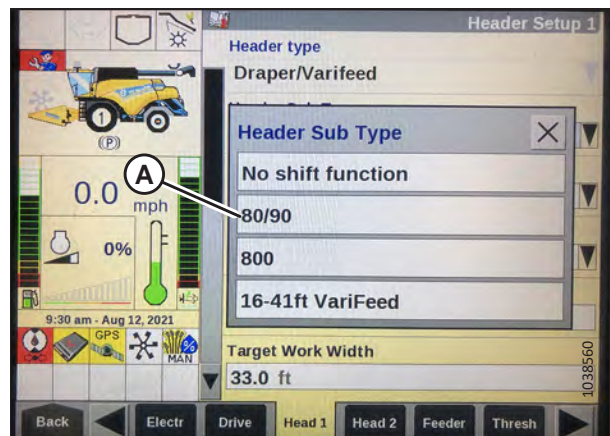 Header Setup 1
Header type
Draper/Varifeed
Header Sub Type
No shift function
80/90
800
16-41ft VariFeed
A
1
(P)
0.0 mph
0%
9:30 am - Aug 12, 2021
GPS
MAN
Target Work Width
33.0 ft
1038560
Back
Electr
Drive
Head 1
Head 2
Feeder
Thresh